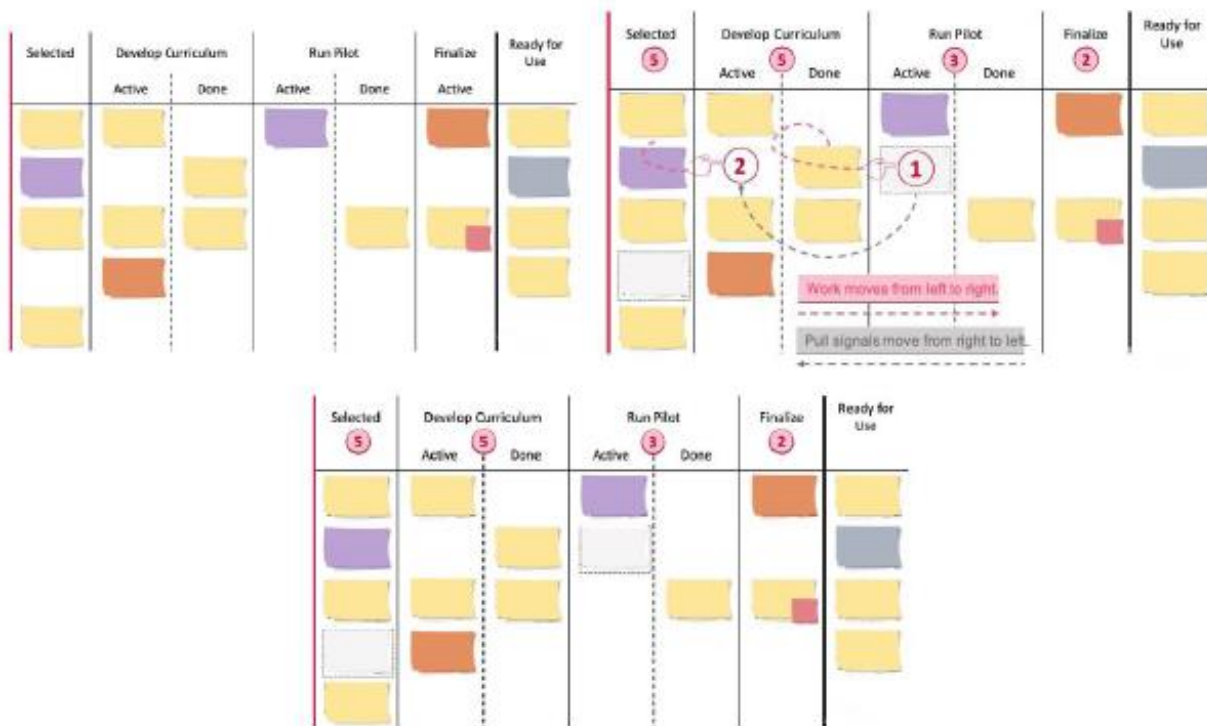 Selected
Develop Curriculum
Run Pilot
Finalize
Ready for
Use
Active
Done
Active
Done
Active
Selected
Develop Curriculum
Run Pilot
Finalize
Ready for
Use
5
5
3
2
Active
Done
Active
Done
2
1
Work moves from left to right.
Pull signals move from right to left.
Selected
Develop Curriculum
Run Pilot
Finalize
Ready for
Use
5
5
3
2
Active
Done
Active
Done